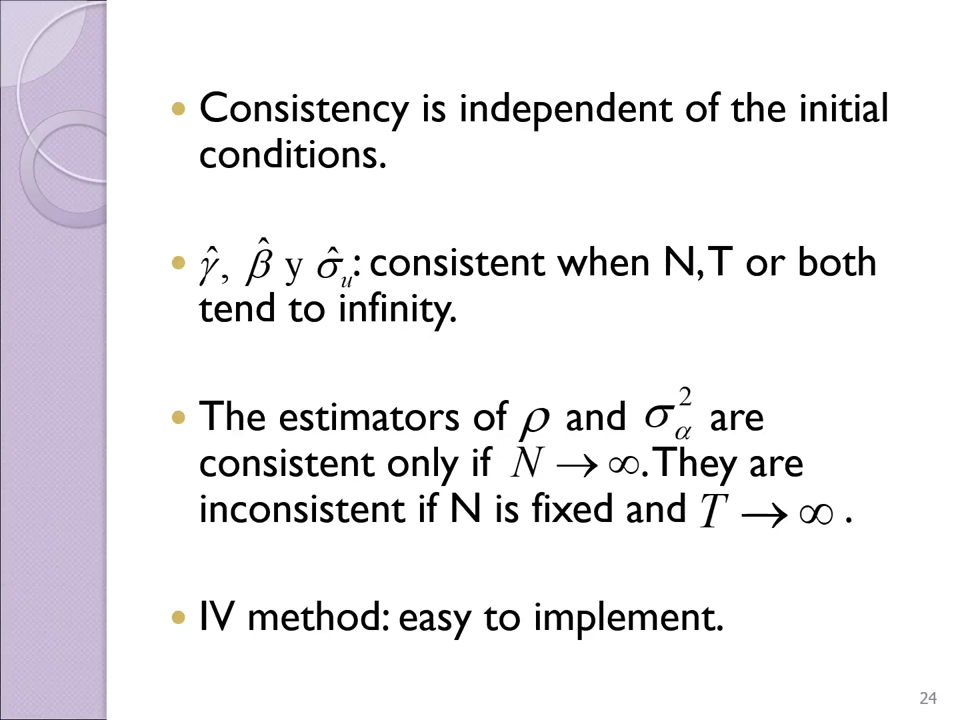 • Consistency is independent of the initial
conditions.
• γ̂, β̂ y σ̂ᵤ: consistent when N, T or both
tend to infinity.
• The estimators of ρ and σ²_α are
consistent only if N → ∞. They are
inconsistent if N is fixed and T → ∞ .
• IV method: easy to implement.
24